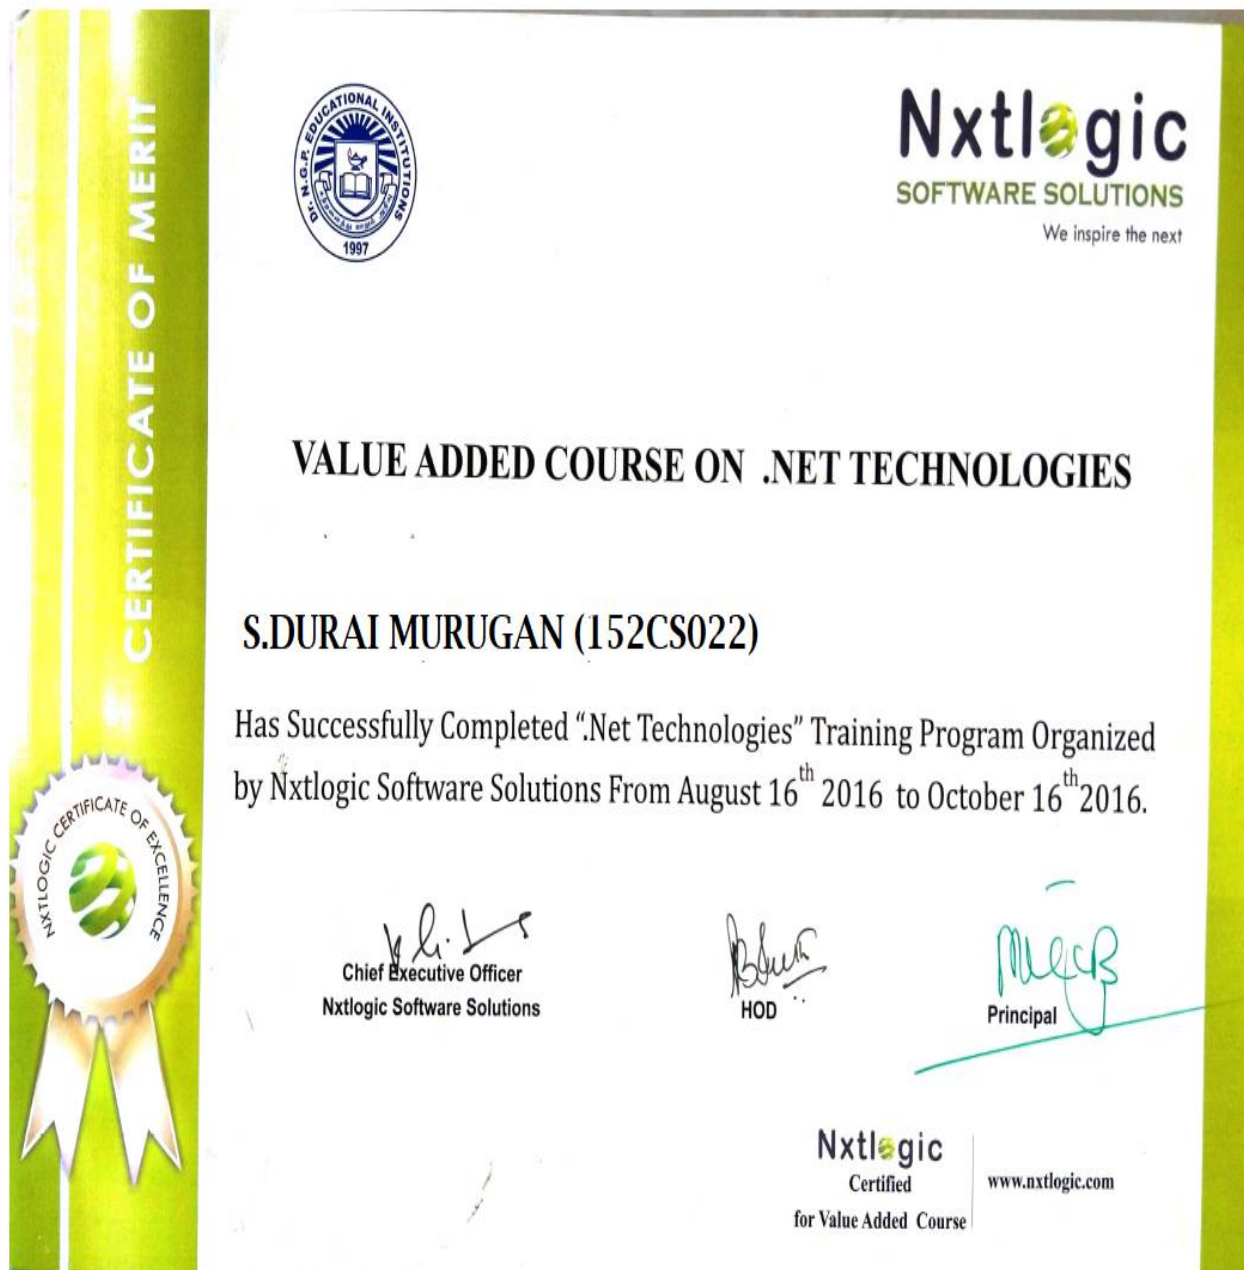 CERTIFICATE OF MERIT
Dr. N.G.P. EDUCATIONAL INSTITUTIONS
1997
Nxtlogic
SOFTWARE SOLUTIONS
We inspire the next
VALUE ADDED COURSE ON .NET TECHNOLOGIES
S.DURAI MURUGAN (152CS022)
Has Successfully Completed “.Net Technologies” Training Program Organized
by Nxtlogic Software Solutions From August 16th 2016 to October 16th 2016.
NXTLOGIC CERTIFICATE OF EXCELLENCE
Chief Executive Officer
Nxtlogic Software Solutions
HOD
Principal
Nxtlogic
Certified
for Value Added Course
www.nxtlogic.com